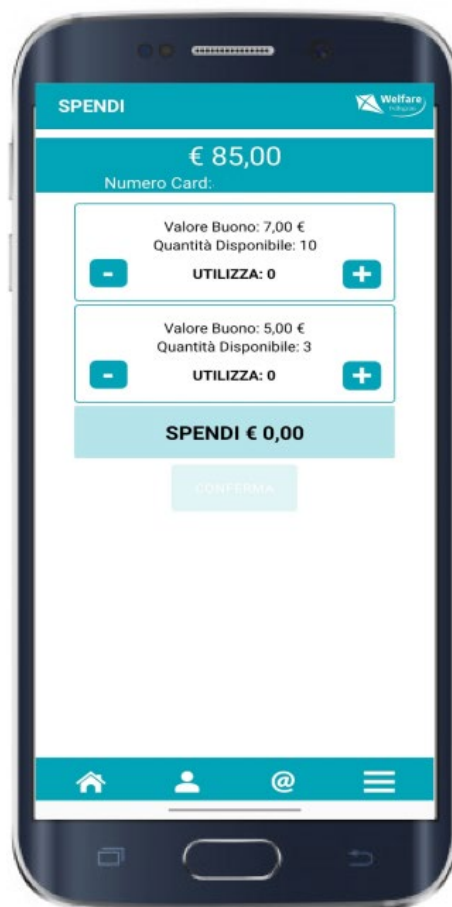 SPENDI
Welfare
€ 85,00
Numero Card:
Valore Buono: 7,00 €
Quantità Disponibile: 10
- UTILIZZA: 0 +
Valore Buono: 5,00 €
Quantità Disponibile: 3
- UTILIZZA: 0 +
SPENDI € 0,00
CONFERMA
@